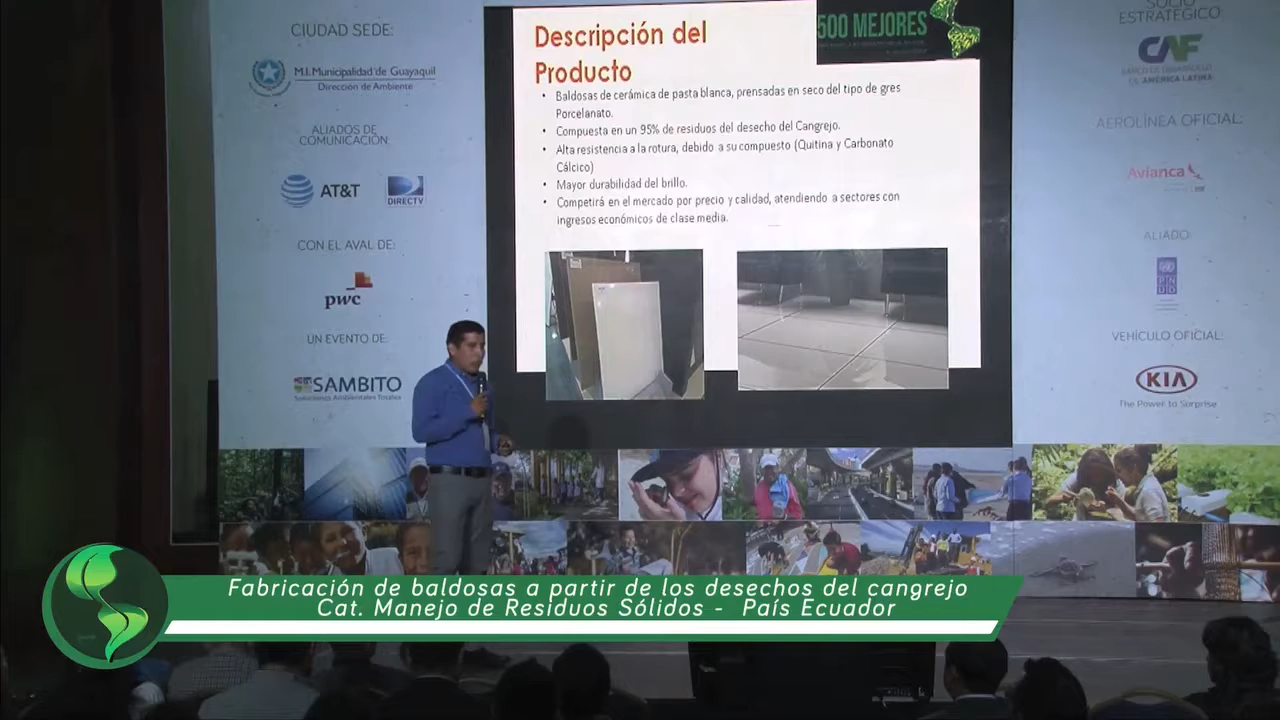 CIUDAD SEDE:
M.I. Municipalidad de Guayaquil
Dirección de Ambiente
ALIADOS DE
COMUNICACIÓN:
AT&T
DIRECTV
CON EL AVAL DE:
pwc
UN EVENTO DE:
SAMBITO
Soluciones Ambientales Totales
Descripción del
Producto
500 MEJORES
• Baldosas de cerámica de pasta blanca, prensadas en seco del tipo de gres
Porcelanato.
• Compuesta en un 95% de residuos del desecho del Cangrejo.
• Alta resistencia a la rotura, debido a su compuesto (Quitina y Carbonato
Cálcico)
• Mayor durabilidad del brillo.
• Competirá en el mercado por precio y calidad, atendiendo a sectores con
ingresos económicos de clase media.
SOCIO
ESTRATÉGICO:
CAF
BANCO DE DESARROLLO
DE AMÉRICA LATINA
AEROLÍNEA OFICIAL:
Avianca
ALIADO:
PNUD
VEHÍCULO OFICIAL:
KIA
The Power to Surprise
Fabricación de baldosas a partir de los desechos del cangrejo
Cat. Manejo de Residuos Sólidos - País Ecuador